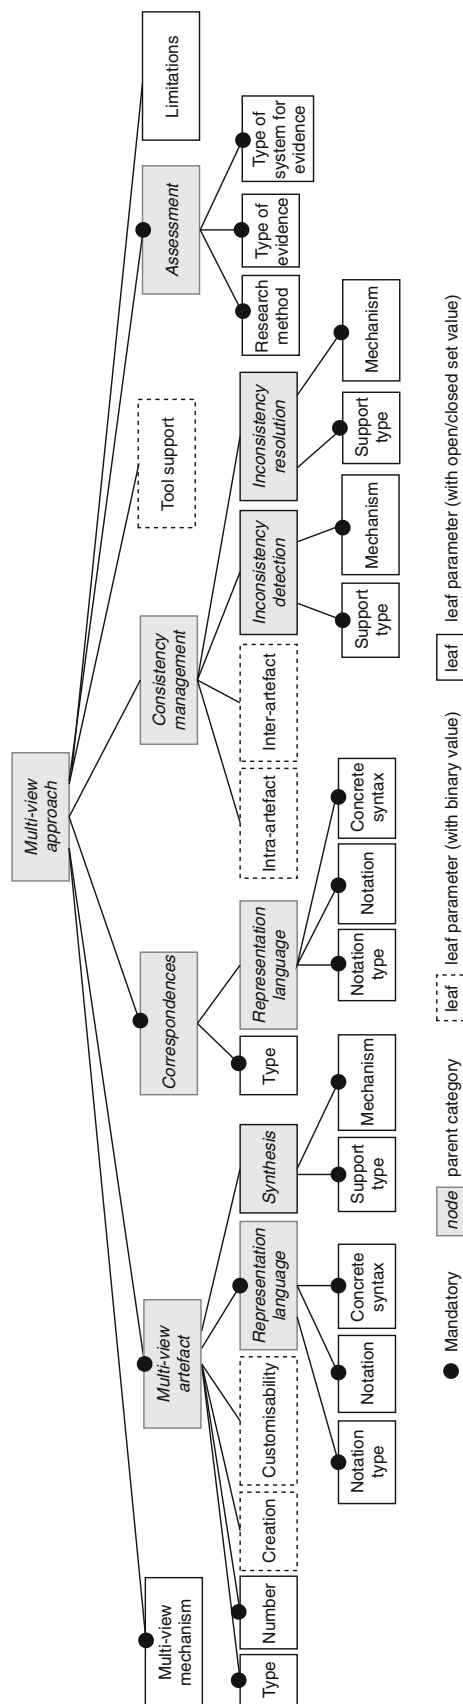 Multi-view
approach
Multi-view
mechanism
Multi-view
artefact
Correspondences
Consistency
management
Tool support
Assessment
Limitations
Type
Number
Creation
Customisability
Representation
language
Synthesis
Type
Representation
language
Intra-artefact
Inter-artefact
Inconsistency
detection
Inconsistency
resolution
Research
method
Type of
evidence
Type of
system for
evidence
Notation
type
Notation
Concrete
syntax
Support
type
Mechanism
Notation
type
Notation
Concrete
syntax
Support
type
Mechanism
Support
type
Mechanism
Mandatory
node parent category
leaf leaf parameter (with binary value)
leaf leaf parameter (with open/closed set value)